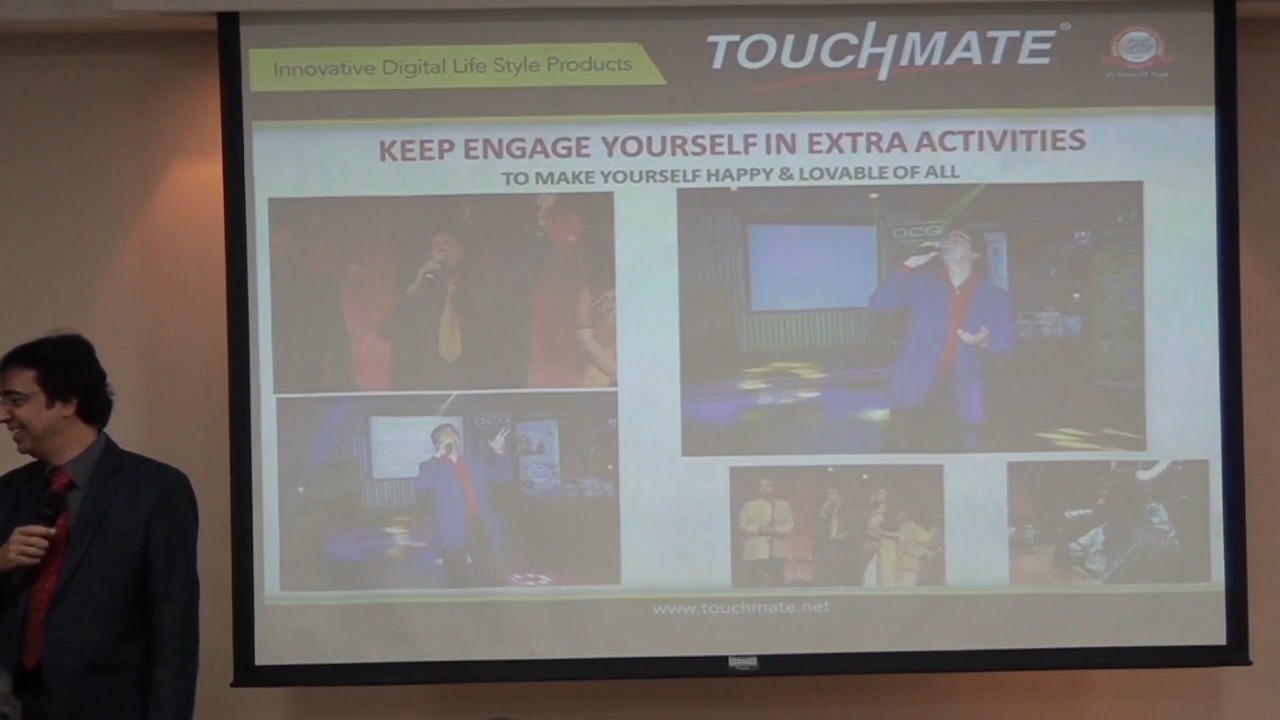 Innovative Digital Life Style Products
TOUCHMATE®
KEEP ENGAGE YOURSELF IN EXTRA ACTIVITIES
TO MAKE YOURSELF HAPPY & LOVABLE OF ALL
DCG
DCG
www.touchmate.net